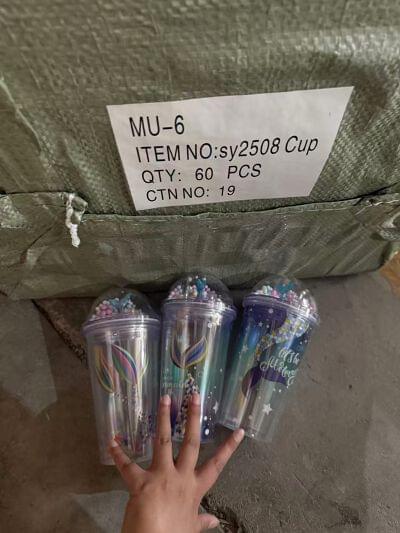 MU-6
ITEM NO:sy2508 Cup
QTY: 60 PCS
CTN NO: 19